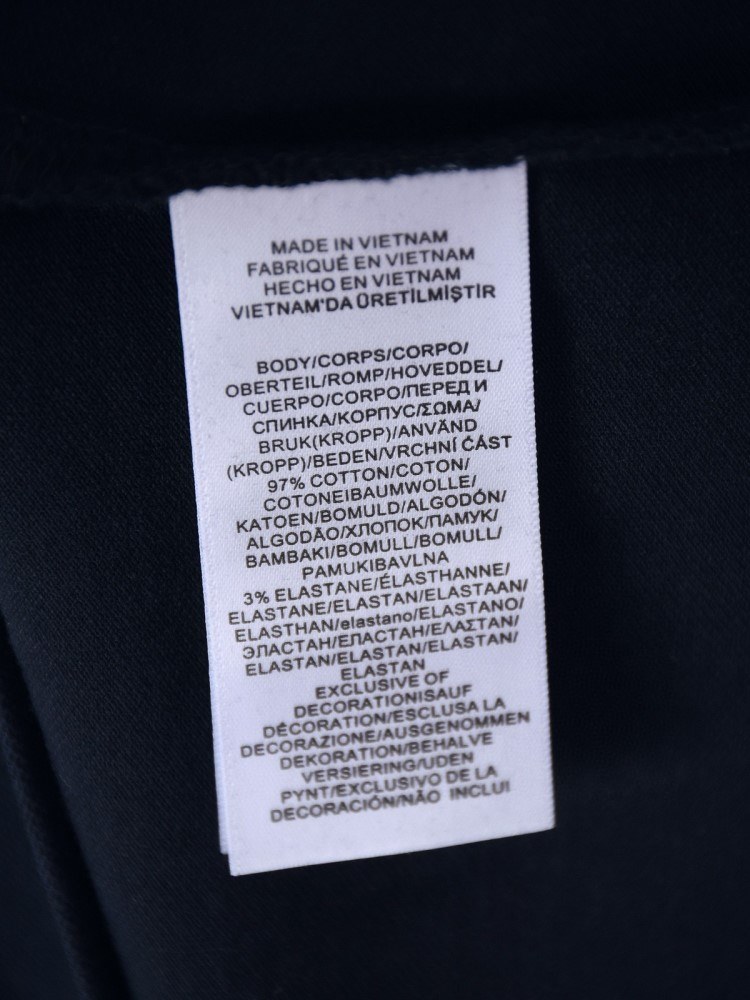 MADE IN VIETNAM
FABRIQUÉ EN VIETNAM
HECHO EN VIETNAM
VIETNAM'DA ÜRETİLMİŞTİR
BODY/CORPS/CORPO/
OBERTEIL/ROMP/HOVEDDEL/
CUERPO/CORPO/ПЕРЕД И
СПИНКА/КОРПУС/ΣΩΜΑ/
BRUK(KROPP)/ANVÄND
(KROPP)/BEDEN/VRCHNÍ ĆÁST
97% COTTON/COTON/
COTONEIBAUMWOLLE/
KATOEN/BOMULD/ALGODÓN/
ALGODÃO/ХЛОПОК/ПАМУК/
BAMBAKI/BOMULL/BOMULL/
PAMUKIBAVLNA
3% ELASTANE/ÉLASTHANNE/
ELASTANE/ELASTAN/ELASTAAN/
ELASTHAN/elastano/ELASTANO/
ЭЛАСТАН/ЕЛАСТАН/ΕΛΑΣΤΑΝ/
ELASTAN/ELASTAN/ELASTAN/
ELASTAN
EXCLUSIVE OF
DECORATIONISAUF
DÉCORATION/ESCLUSA LA
DECORAZIONE/AUSGENOMMEN
DEKORATION/BEHALVE
VERSIERING/UDEN
PYNT/EXCLUSIVO DE LA
DECORACIÓN/NÃO INCLUI